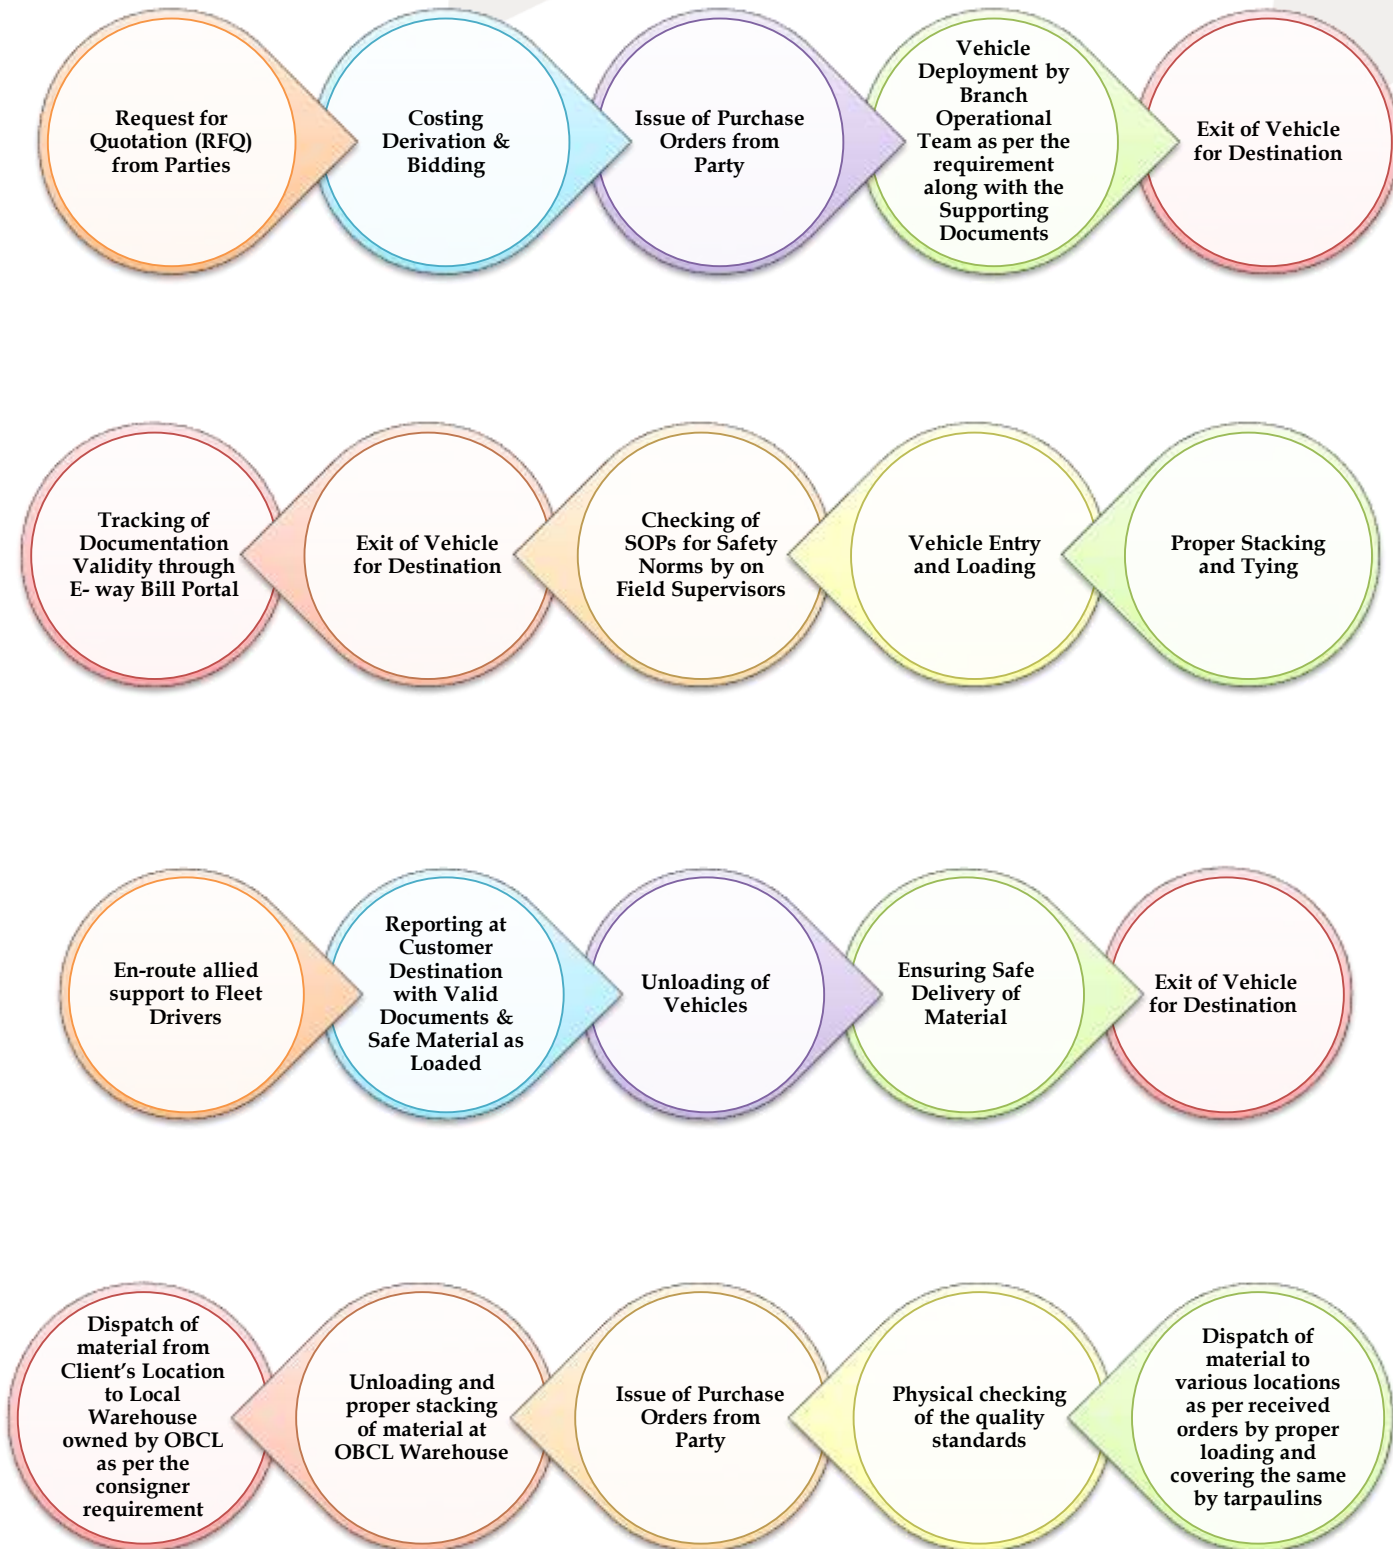 Request for
Quotation (RFQ)
from Parties
Costing
Derivation &
Bidding
Issue of Purchase
Orders from
Party
Vehicle
Deployment by
Branch
Operational
Team as per the
requirement
along with the
Supporting
Documents
Exit of Vehicle
for Destination
Tracking of
Documentation
Validity through
E- way Bill Portal
Exit of Vehicle
for Destination
Checking of
SOPs for Safety
Norms by on
Field Supervisors
Vehicle Entry
and Loading
Proper Stacking
and Tying
En-route allied
support to Fleet
Drivers
Reporting at
Customer
Destination
with Valid
Documents &
Safe Material as
Loaded
Unloading of
Vehicles
Ensuring Safe
Delivery of
Material
Exit of Vehicle
for Destination
Dispatch of
material from
Client's Location
to Local
Warehouse
owned by OBCL
as per the
consigner
requirement
Unloading and
proper stacking
of material at
OBCL Warehouse
Issue of Purchase
Orders from
Party
Physical checking
of the quality
standards
Dispatch of
material to
various locations
as per received
orders by proper
loading and
covering the same
by tarpaulins